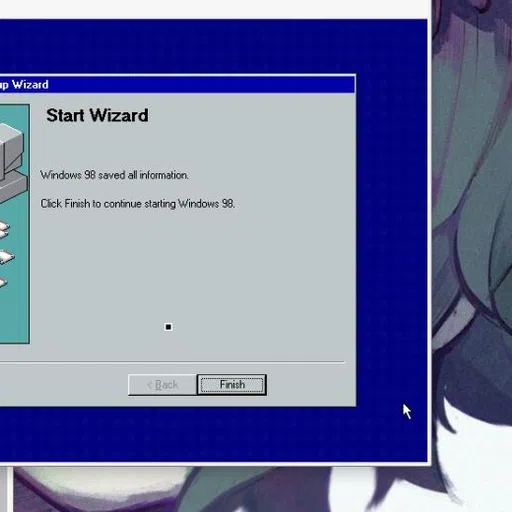 up Wizard
Start Wizard
Windows 98 saved all information.
Click Finish to continue starting Windows 98.
< Back
Finish